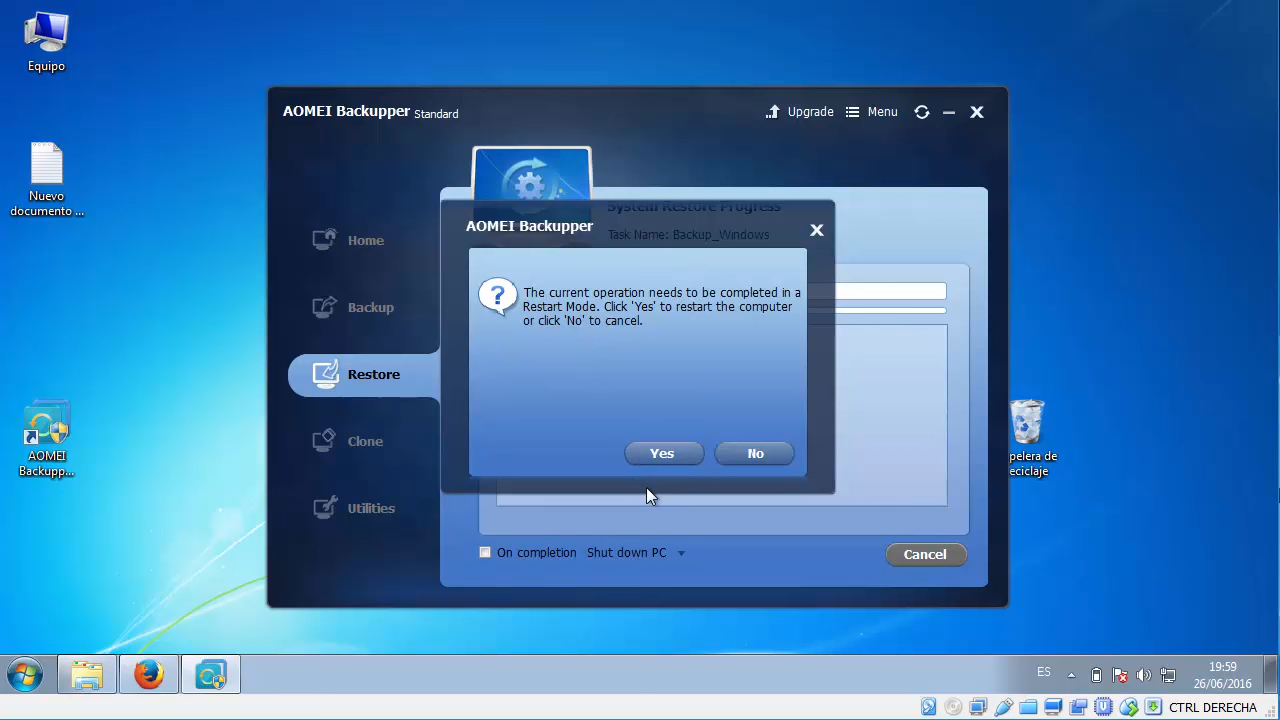 Equipo
Nuevo
documento ...
AOMEI
Backupp...
AOMEI Backupper Standard
Upgrade
Menu
Home
Backup
Restore
Clone
Utilities
System Restore Progress
Task Name: Backup_Windows
AOMEI Backupper
The current operation needs to be completed in a
Restart Mode. Click 'Yes' to restart the computer
or click 'No' to cancel.
Yes
No
On completion
Shut down PC
Cancel
pelera de
eciclaje
ES
19:59
26/06/2016
CTRL DERECHA